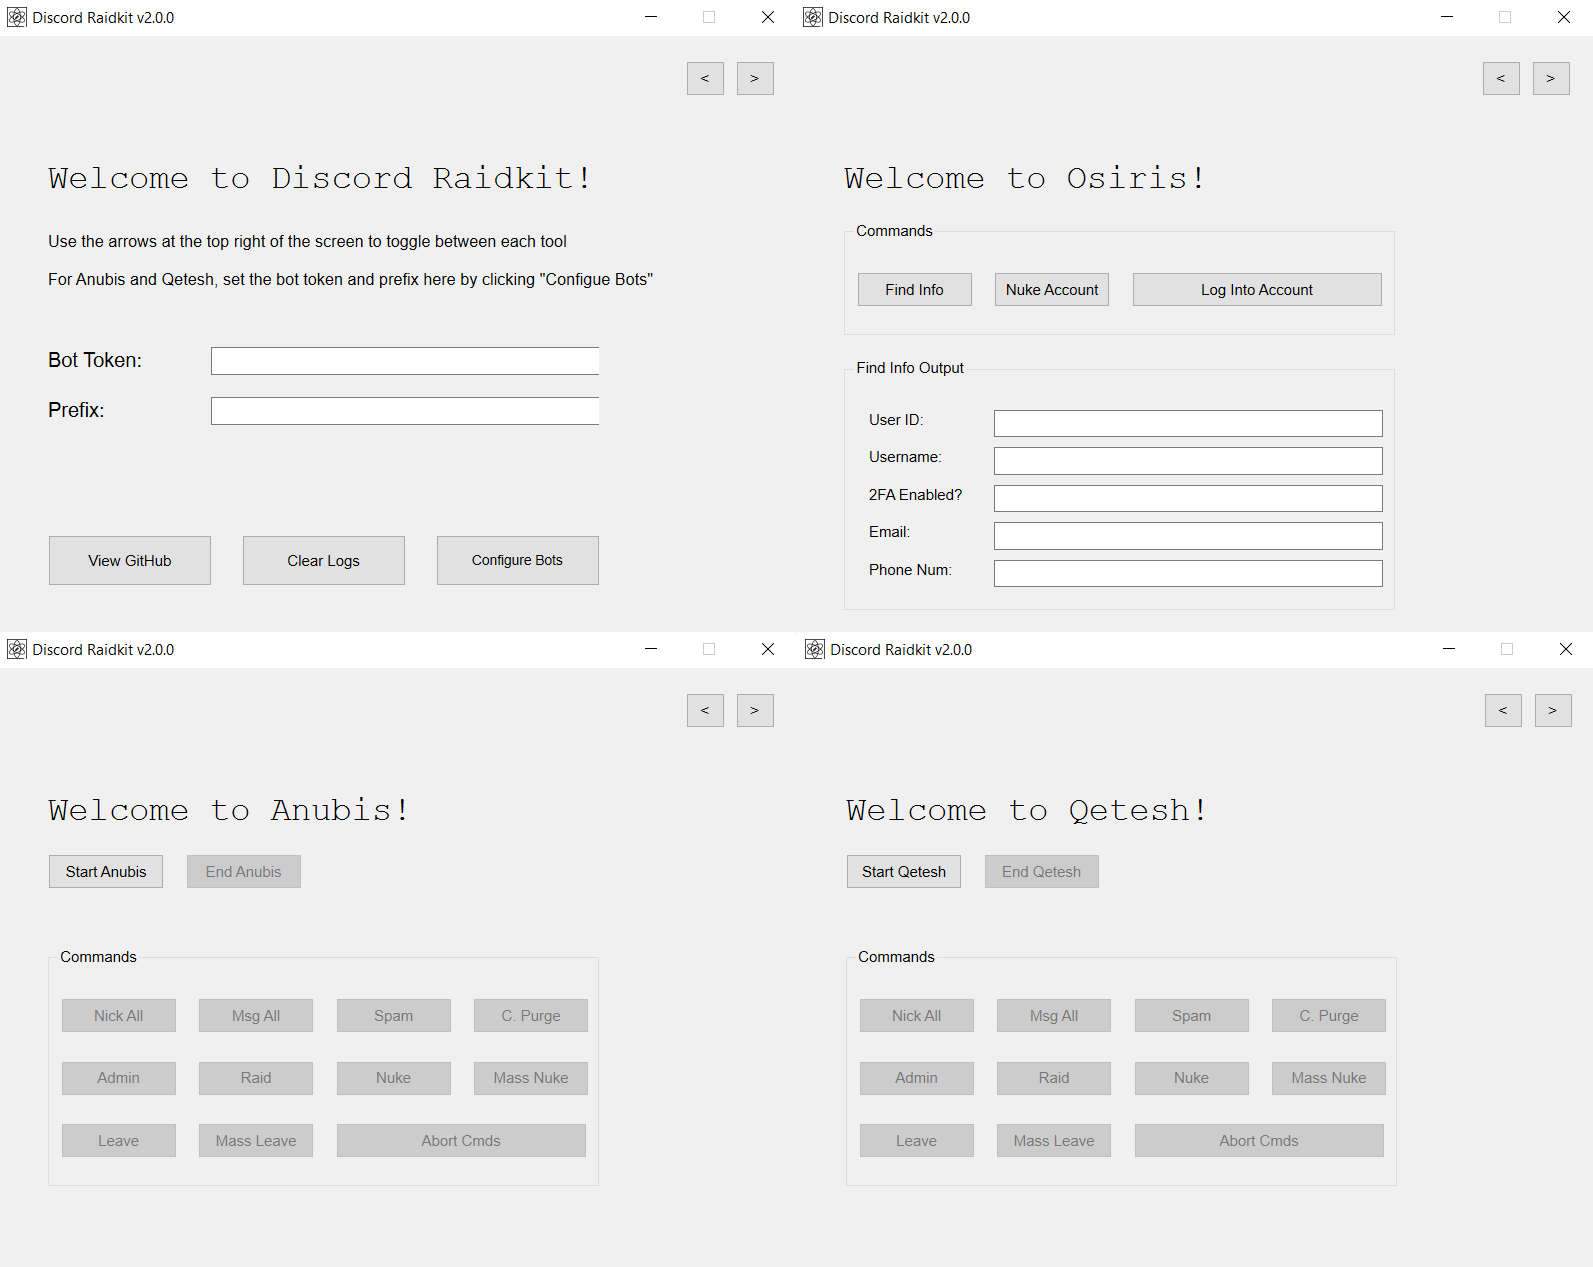 Discord Raidkit v2.0.0
< >
Welcome to Discord Raidkit!
Use the arrows at the top right of the screen to toggle between each tool
For Anubis and Qetesh, set the bot token and prefix here by clicking "Configue Bots"
Bot Token:
Prefix:
View GitHub Clear Logs Configure Bots
Discord Raidkit v2.0.0
< >
Welcome to Osiris!
Commands
Find Info Nuke Account Log Into Account
Find Info Output
User ID:
Username:
2FA Enabled?
Email:
Phone Num:
Discord Raidkit v2.0.0
< >
Welcome to Anubis!
Start Anubis End Anubis
Commands
Nick All Msg All Spam C. Purge
Admin Raid Nuke Mass Nuke
Leave Mass Leave Abort Cmds
Discord Raidkit v2.0.0
< >
Welcome to Qetesh!
Start Qetesh End Qetesh
Commands
Nick All Msg All Spam C. Purge
Admin Raid Nuke Mass Nuke
Leave Mass Leave Abort Cmds